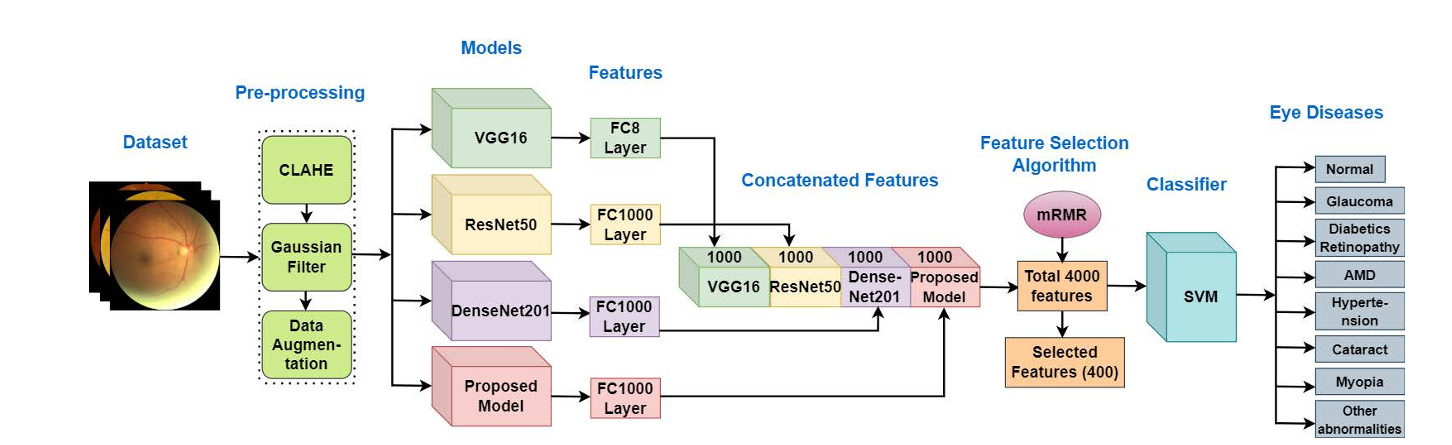 Models
Features
Pre-processing
Dataset
CLAHE
Gaussian
Filter
Data
Augmen-
tation
VGG16
ResNet50
DenseNet201
Proposed
Model
FC8
Layer
FC1000
Layer
FC1000
Layer
FC1000
Layer
Concatenated Features
1000
1000
1000
1000
VGG16
ResNet50
Dense-
Net201
Proposed
Model
Feature Selection
Algorithm
mRMR
Total 4000
features
Selected
Features (400)
Classifier
SVM
Eye Diseases
Normal
Glaucoma
Diabetics
Retinopathy
AMD
Hyperte-
nsion
Cataract
Myopia
Other
abnormalities